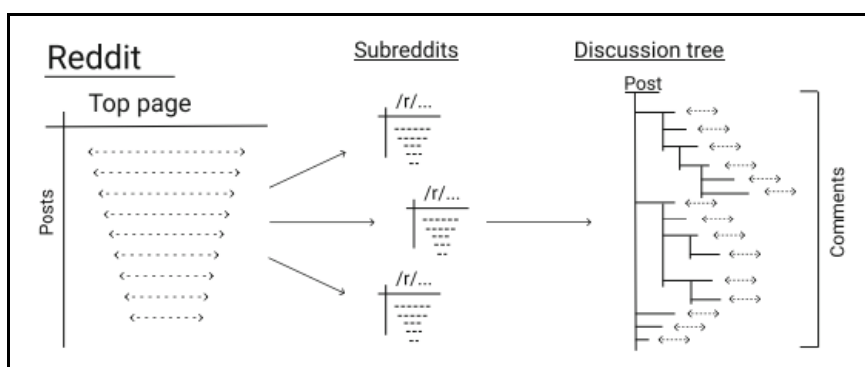 Reddit
Top page
Posts
Subreddits
/r/...
/r/...
/r/...
Discussion tree
Post
Comments